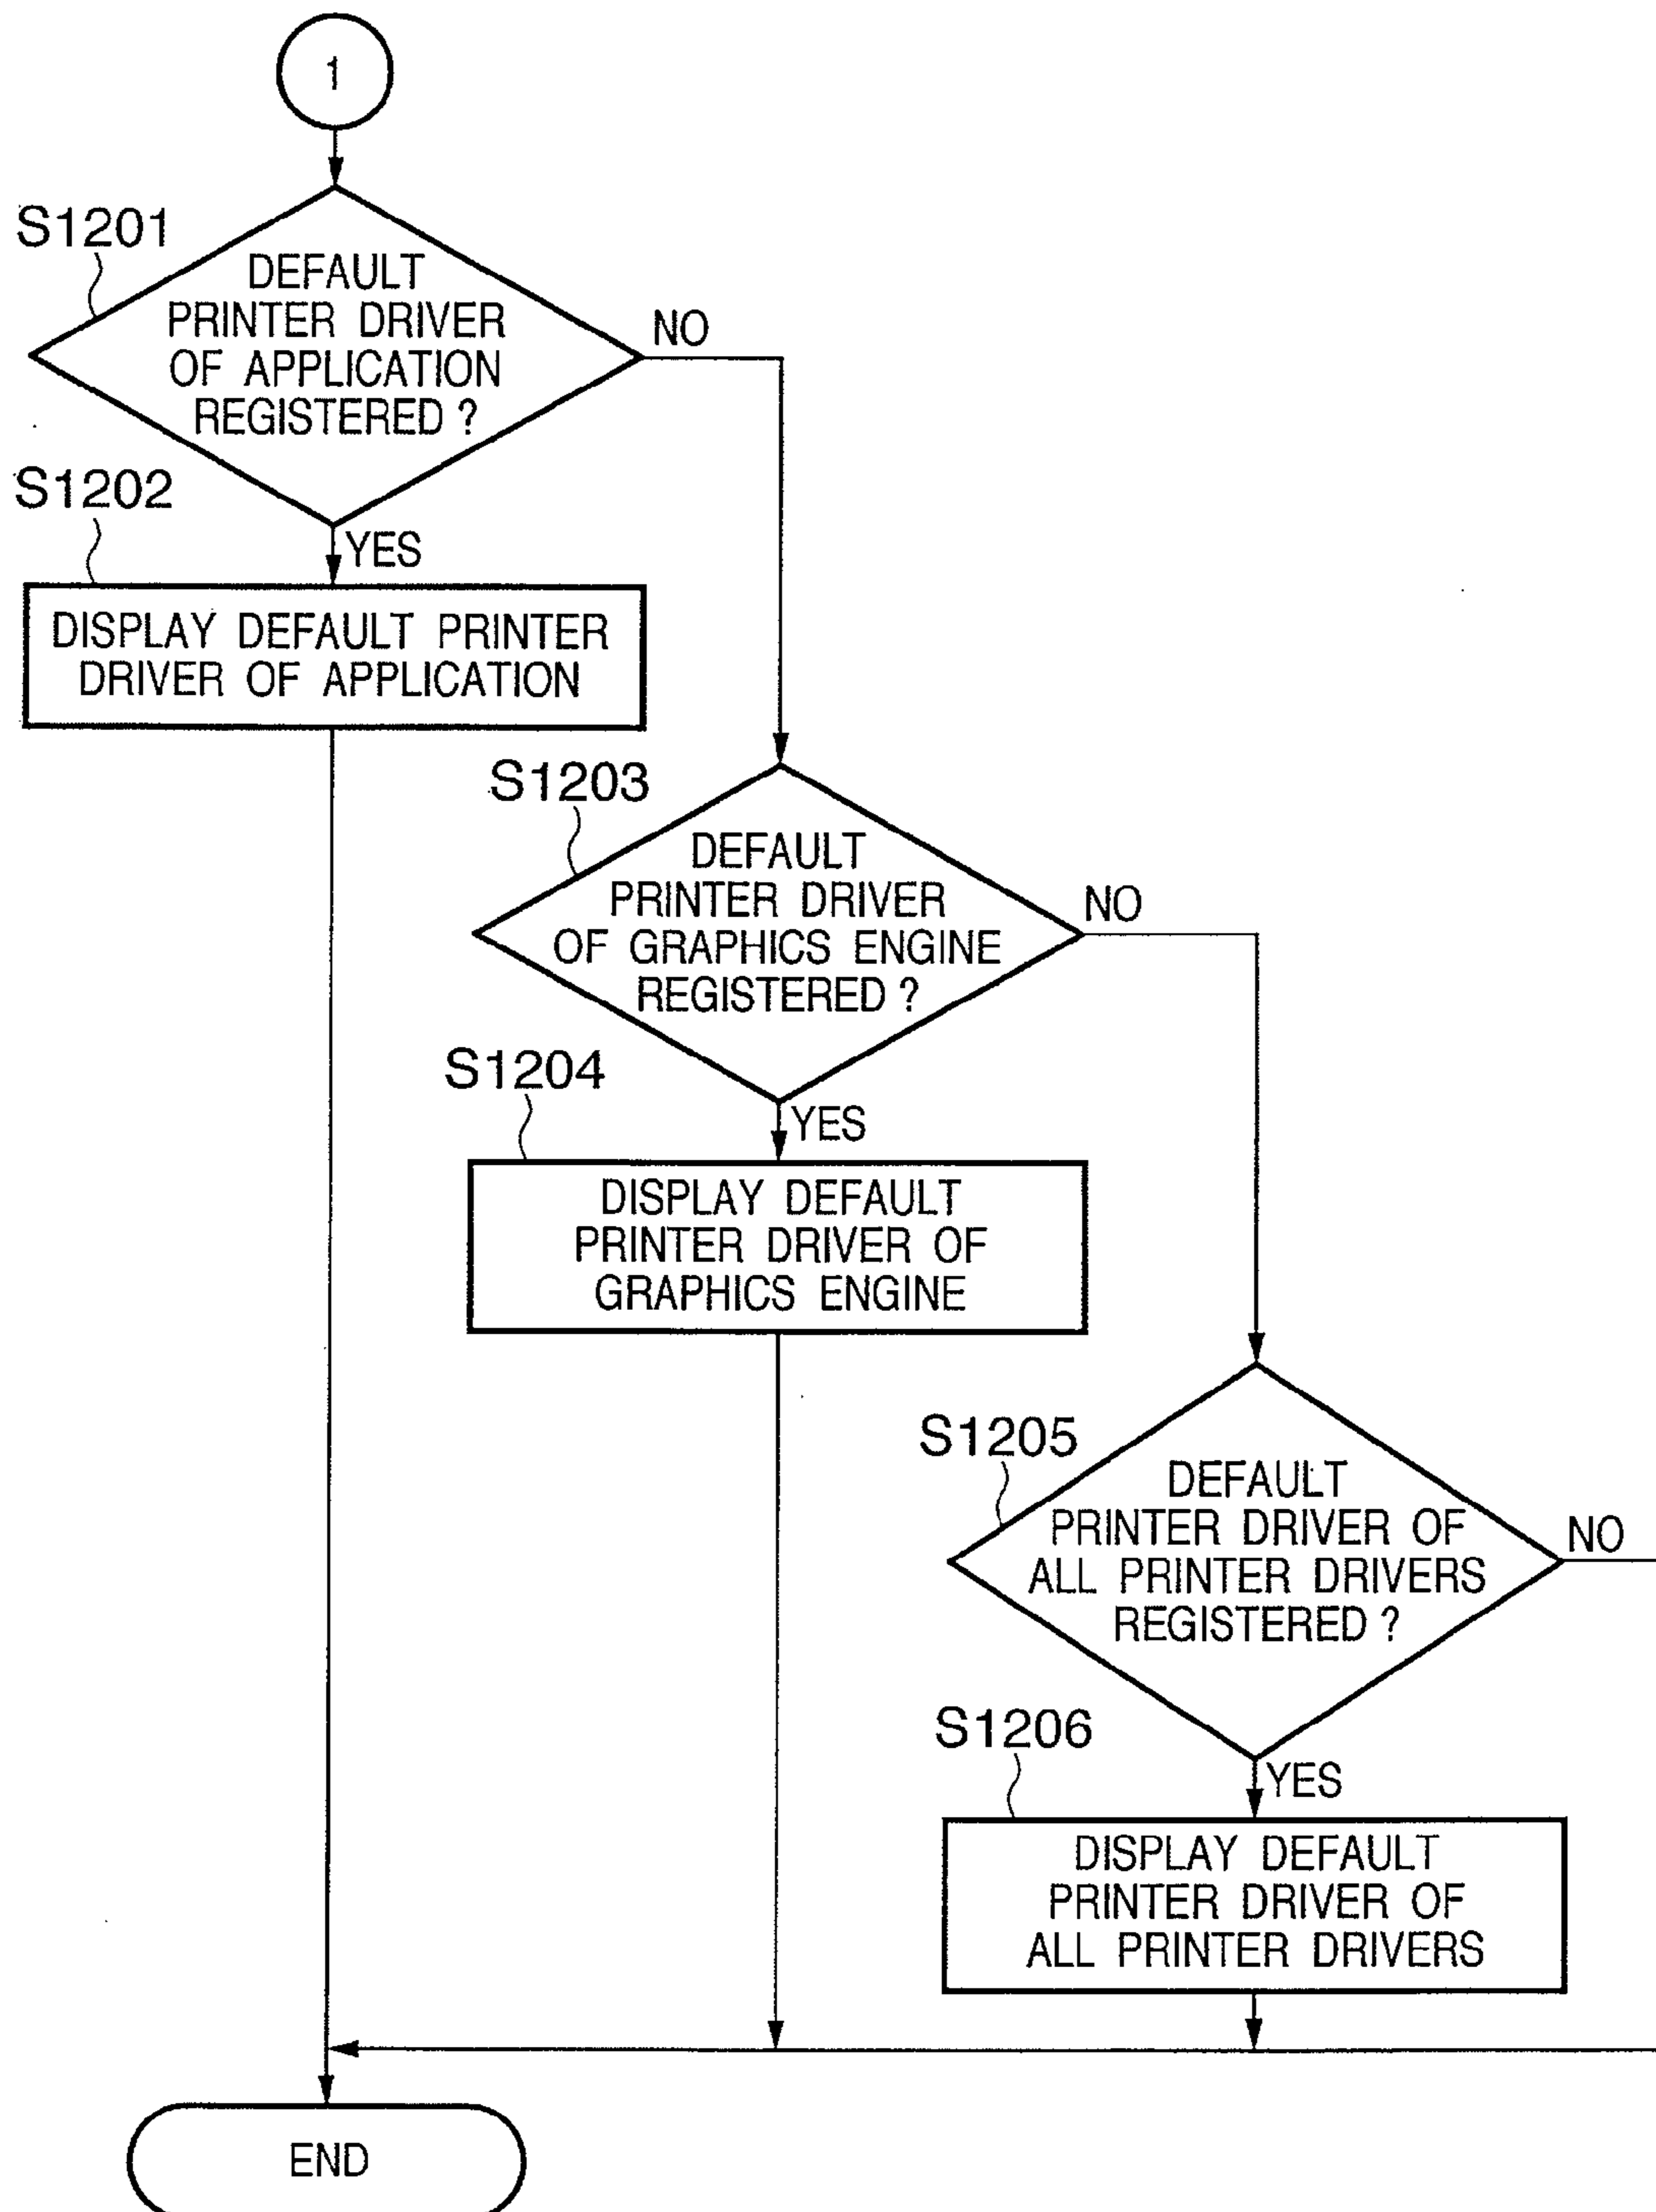 1
S1201
DEFAULT
PRINTER DRIVER
OF APPLICATION
REGISTERED ?
NO
S1202
YES
DISPLAY DEFAULT PRINTER
DRIVER OF APPLICATION
S1203
DEFAULT
PRINTER DRIVER
OF GRAPHICS ENGINE
REGISTERED ?
NO
S1204
YES
DISPLAY DEFAULT
PRINTER DRIVER OF
GRAPHICS ENGINE
S1205
DEFAULT
PRINTER DRIVER OF
ALL PRINTER DRIVERS
REGISTERED ?
NO
S1206
YES
DISPLAY DEFAULT
PRINTER DRIVER OF
ALL PRINTER DRIVERS
END